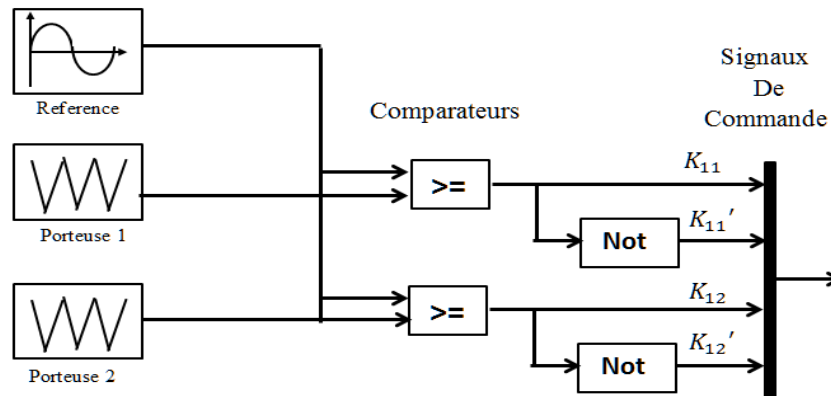 Reference
Porteuse 1
Porteuse 2
Comparateurs
>=
>=
Not
Not
Signaux
De
Commande
K₁₁
K₁₁′
K₁₂
K₁₂′